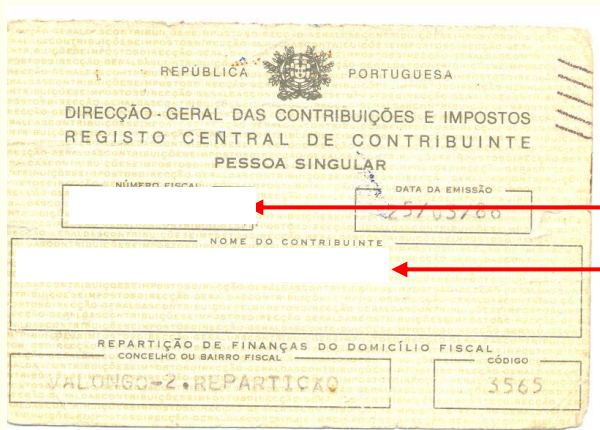 REPÚBLICA PORTUGUESA
DIRECÇÃO-GERAL DAS CONTRIBUIÇÕES E IMPOSTOS
REGISTO CENTRAL DE CONTRIBUINTE
PESSOA SINGULAR
NÚMERO FISCAL
DATA DA EMISSÃO
25/03/86
NOME DO CONTRIBUINTE
REPARTIÇÃO DE FINANÇAS DO DOMICÍLIO FISCAL
CONCELHO OU BAIRRO FISCAL
CÓDIGO
VALONGO-2.REPARTIÇÃO
3565